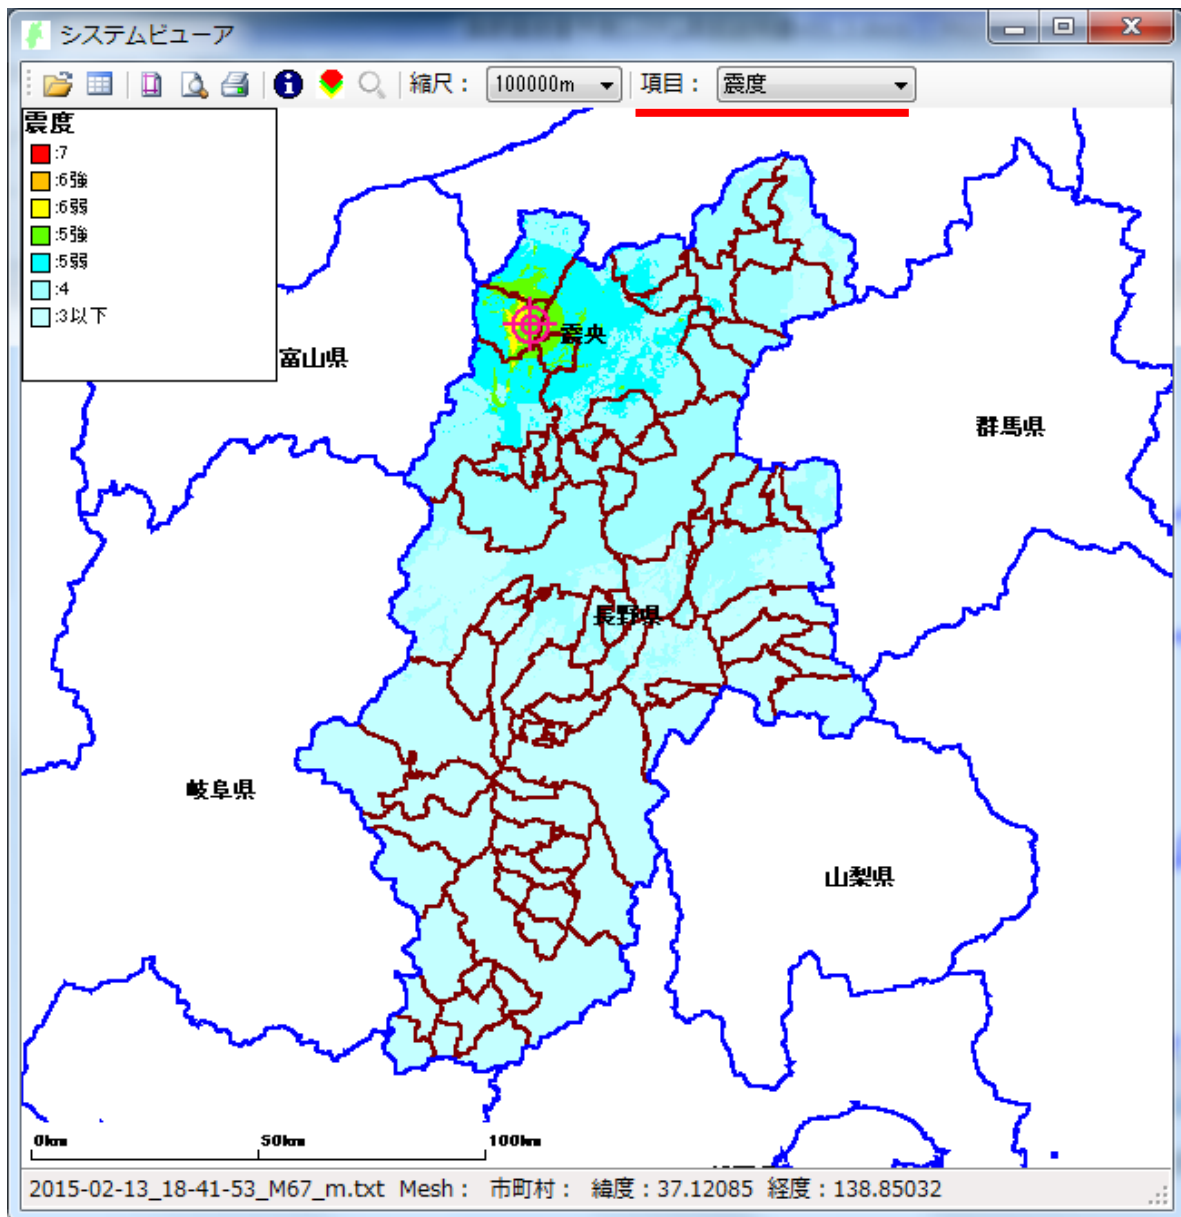 システムビューア
縮尺： 100000m 項目： 震度
震度
:7
:6強
:6弱
:5強
:5弱
:4
:3以下
震央
富山県
群馬県
長野県
岐阜県
山梨県
0km 50km 100km
2015-02-13_18-41-53_M67_m.txt Mesh： 市町村： 緯度：37.12085 経度：138.85032